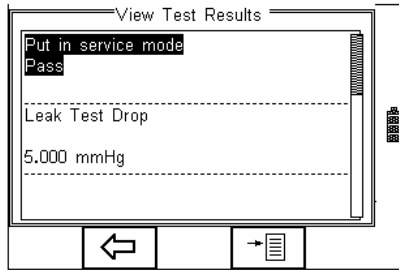 View Test Results
Put in service mode
Pass
Leak Test Drop
5.000 mmHg